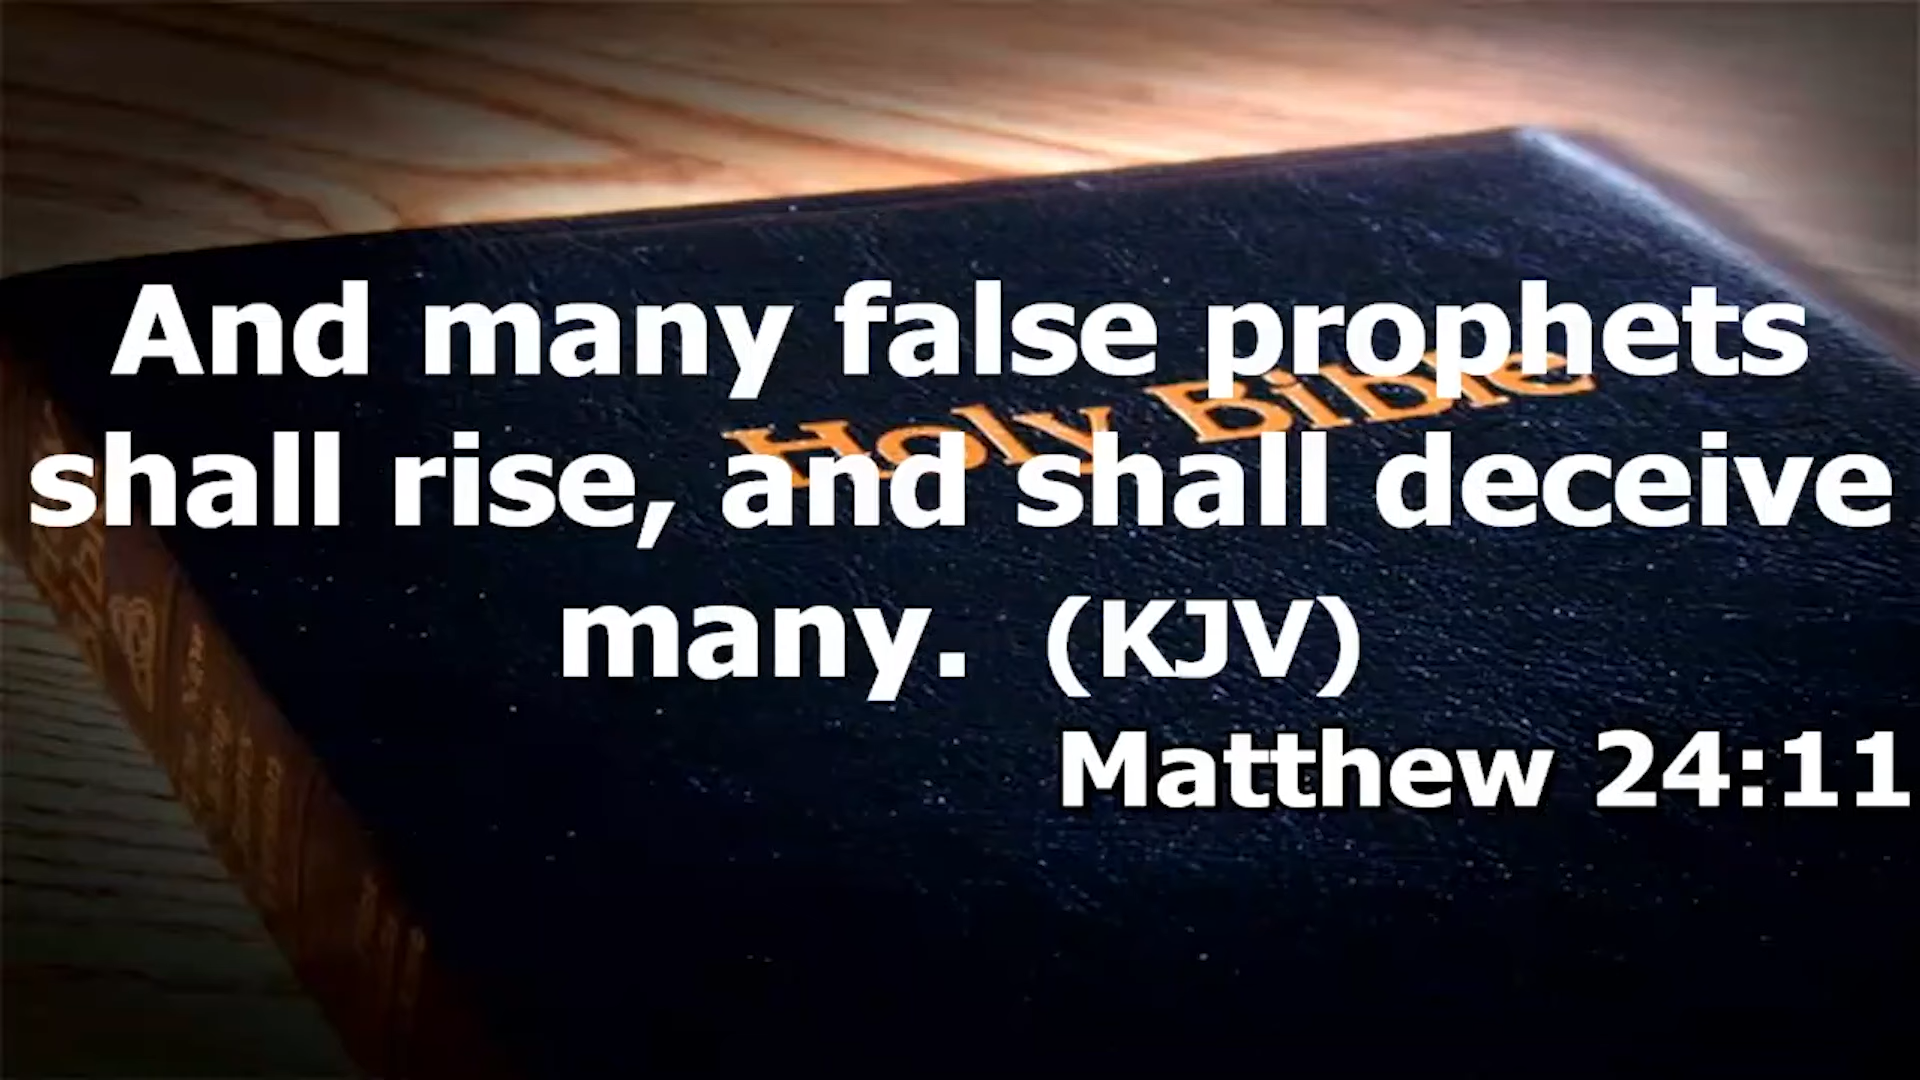 And many false prophets
Holy Bible
shall rise, and shall deceive
many. (KJV)
Matthew 24:11